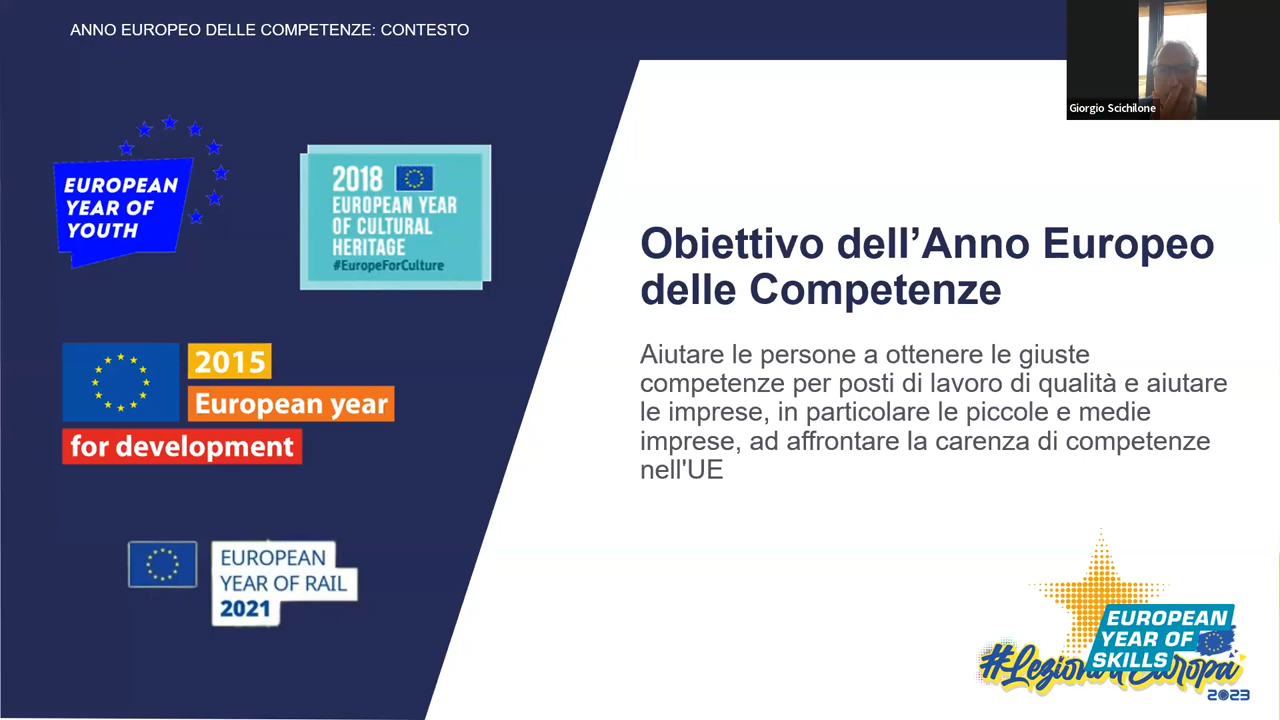 ANNO EUROPEO DELLE COMPETENZE: CONTESTO
Giorgio Scichilone
EUROPEAN
YEAR OF
YOUTH
2018
EUROPEAN YEAR
OF CULTURAL
HERITAGE
#EuropeForCulture
2015
European year
for development
EUROPEAN
YEAR OF RAIL
2021
Obiettivo dell’Anno Europeo
delle Competenze
Aiutare le persone a ottenere le giuste
competenze per posti di lavoro di qualità e aiutare
le imprese, in particolare le piccole e medie
imprese, ad affrontare la carenza di competenze
nell'UE
EUROPEAN
YEAR OF
SKILLS
#Lezionid'Europa
2023